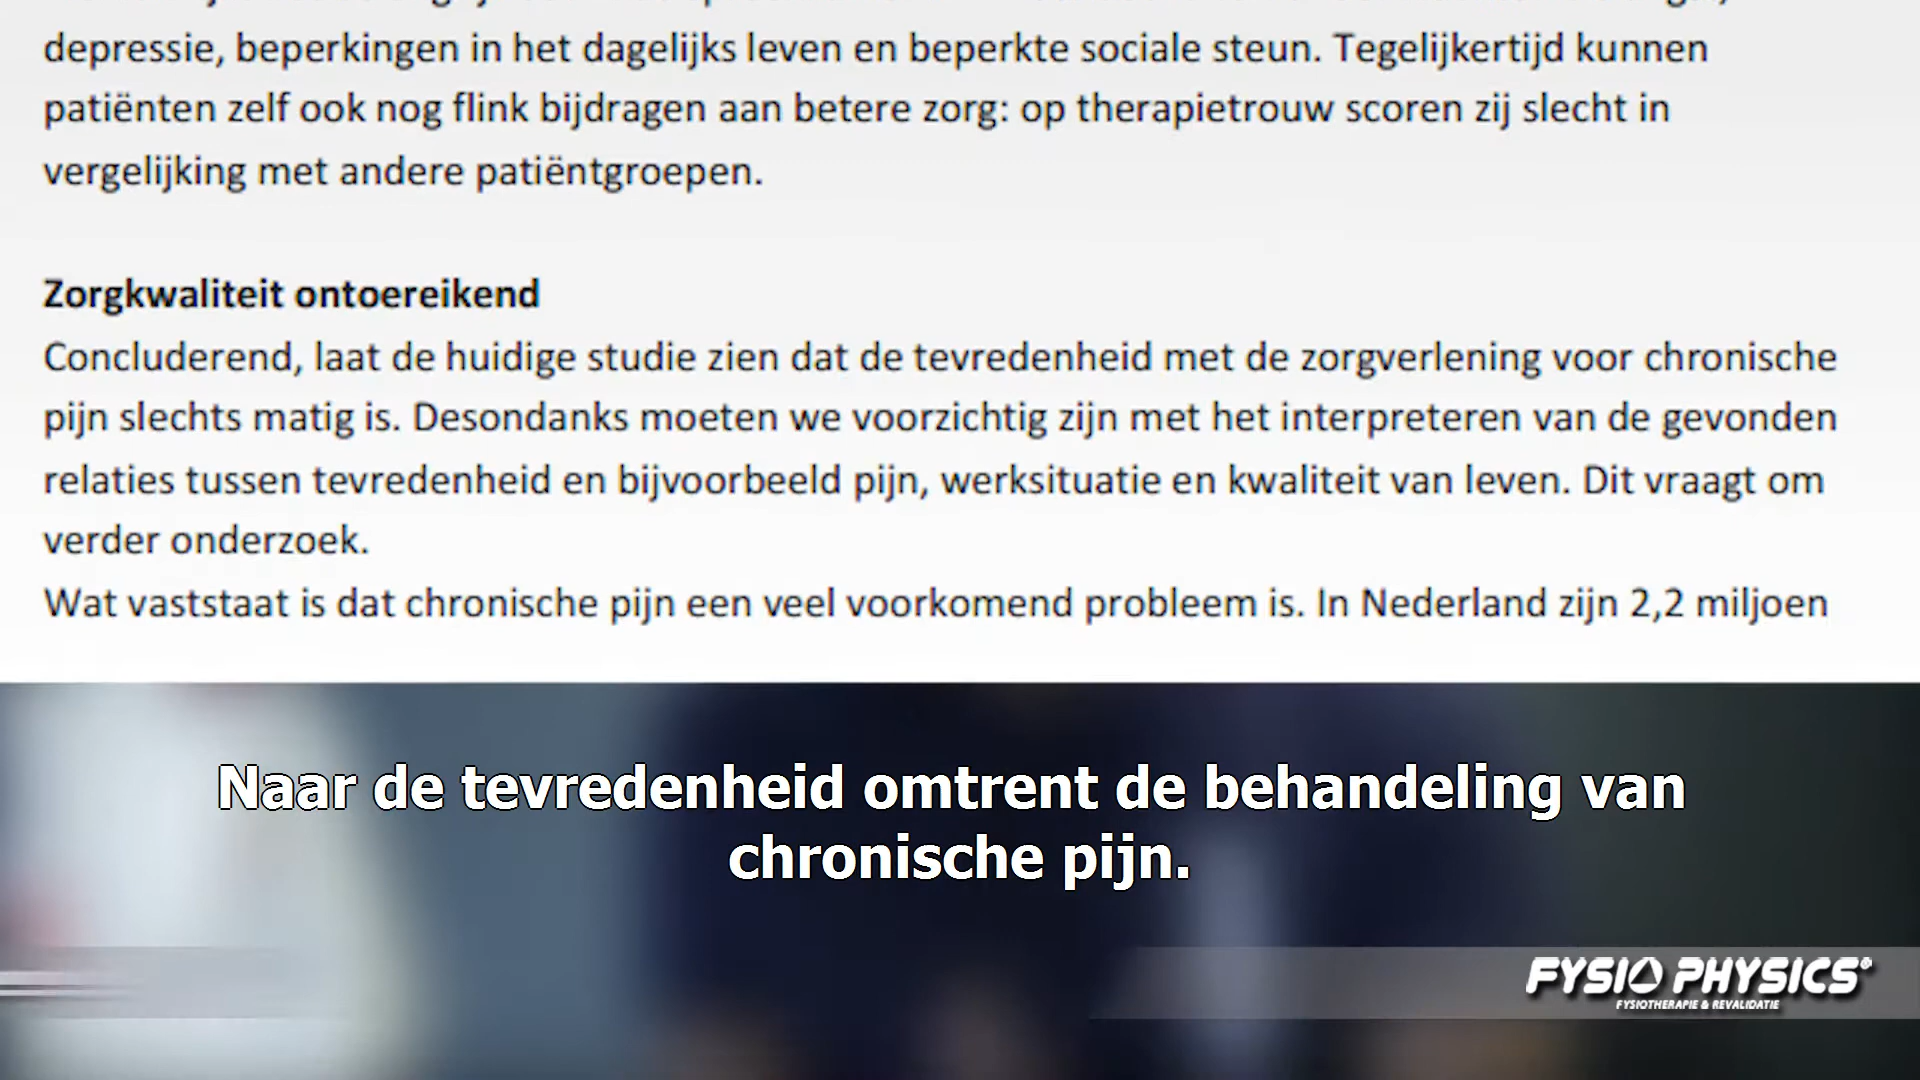 depressie, beperkingen in het dagelijks leven en beperkte sociale steun. Tegelijkertijd kunnen
patiënten zelf ook nog flink bijdragen aan betere zorg: op therapietrouw scoren zij slecht in
vergelijking met andere patiëntgroepen.
Zorgkwaliteit ontoereikend
Concluderend, laat de huidige studie zien dat de tevredenheid met de zorgverlening voor chronische
pijn slechts matig is. Desondanks moeten we voorzichtig zijn met het interpreteren van de gevonden
relaties tussen tevredenheid en bijvoorbeeld pijn, werksituatie en kwaliteit van leven. Dit vraagt om
verder onderzoek.
Wat vaststaat is dat chronische pijn een veel voorkomend probleem is. In Nederland zijn 2,2 miljoen
Naar de tevredenheid omtrent de behandeling van
chronische pijn.
FYSIO PHYSICS®
FYSIOTHERAPIE & REVALIDATIE